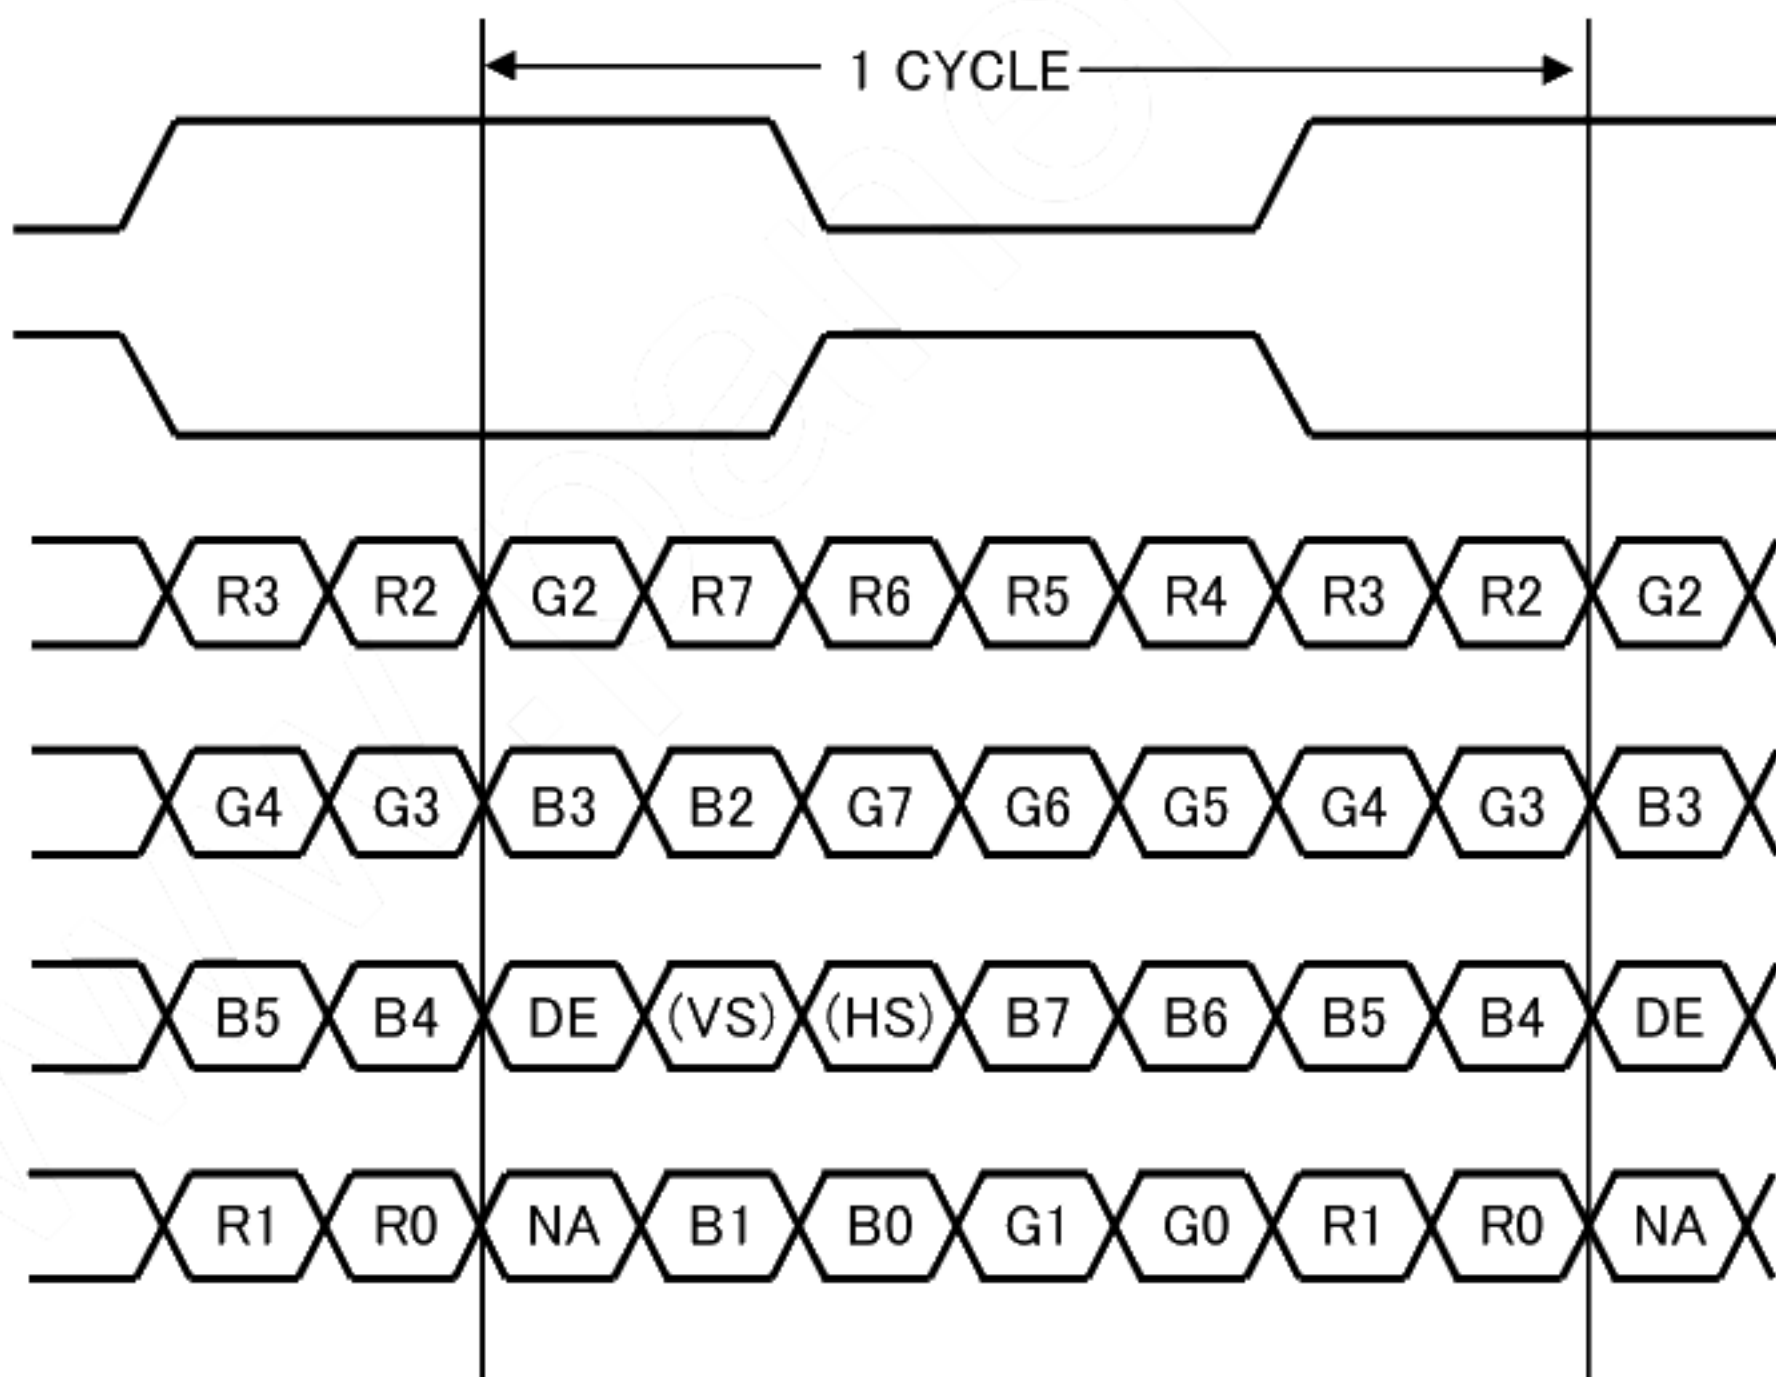 1 CYCLE
R3 R2 G2 R7 R6 R5 R4 R3 R2 G2
G4 G3 B3 B2 G7 G6 G5 G4 G3 B3
B5 B4 DE (VS) (HS) B7 B6 B5 B4 DE
R1 R0 NA B1 B0 G1 G0 R1 R0 NA